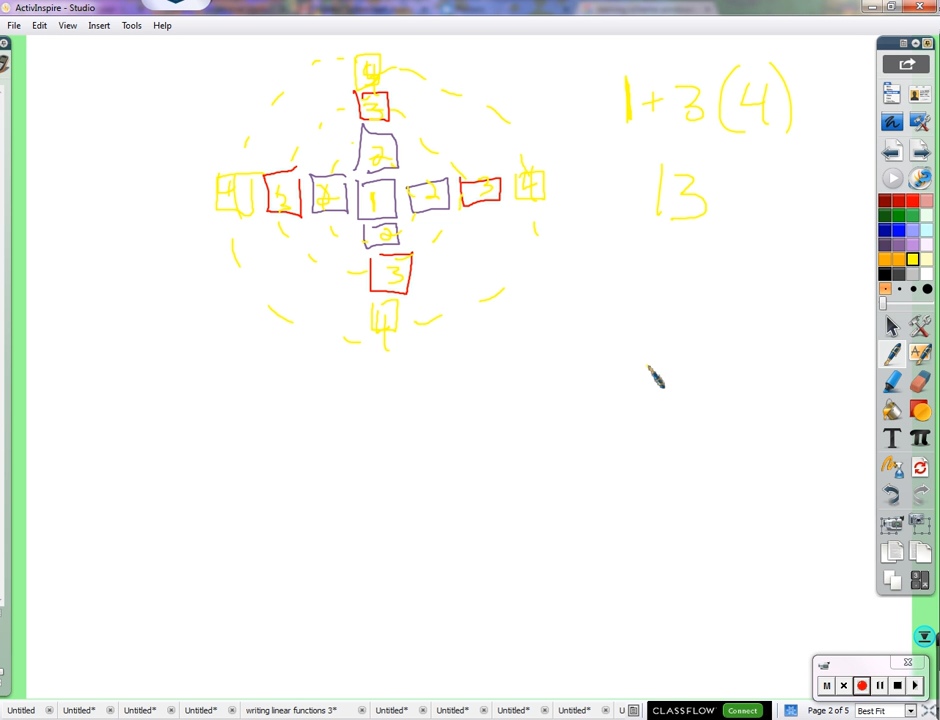 ActivInspire - Studio
File Edit View Insert Tools Help
4
3
2
4 3 2 1 2 3 4
2
3
4
1+3(4)
13
T π
M
Untitled Untitled* Untitled* Untitled* writing linear functions 3* Untitled* Untitled* Untitled* Untitled* U
CLASSFLOW Connect
Page 2 of 5 Best Fit